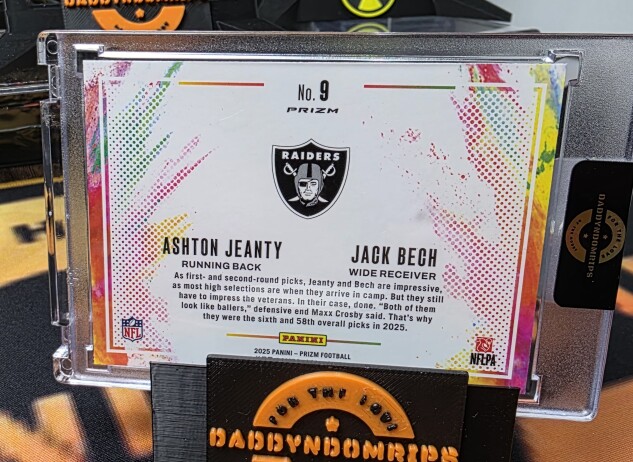 DADDYNDOMRIPS
No. 9
PRIZM
RAIDERS
ASHTON JEANTY
RUNNING BACK
JACK BECH
WIDE RECEIVER
As first- and second-round picks, Jeanty and Bech are impressive,
as most high selections are when they arrive in camp. But they still
have to impress the veterans. In their case, done. "Both of them
look like ballers," defensive end Maxx Crosby said. That's why
they were the sixth and 58th overall picks in 2025.
NFL
PANINI
NFLPA
2025 PANINI – PRIZM FOOTBALL
DADDYNDOMRIPS
FOR THE LOVE
DADDYNDOMRIPS